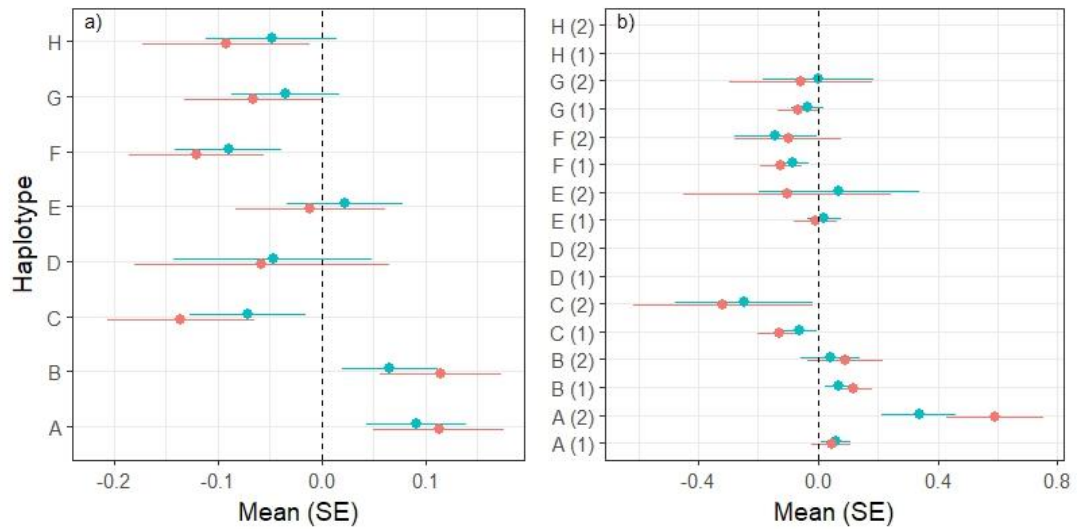 a)
Haplotype
H
G
F
E
D
C
B
A
-0.2 -0.1 0.0 0.1
Mean (SE)
b)
H (2)
H (1)
G (2)
G (1)
F (2)
F (1)
E (2)
E (1)
D (2)
D (1)
C (2)
C (1)
B (2)
B (1)
A (2)
A (1)
-0.4 0.0 0.4 0.8
Mean (SE)